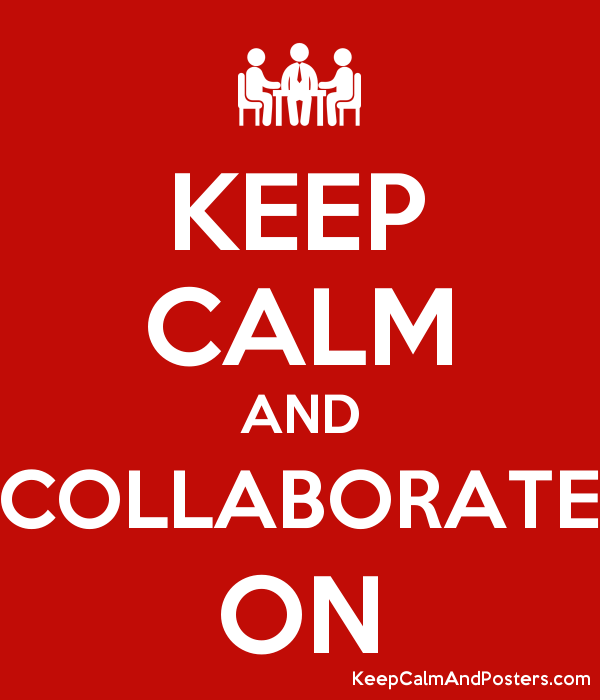 KEEP
CALM
AND
COLLABORATE
ON
KeepCalmAndPosters.com